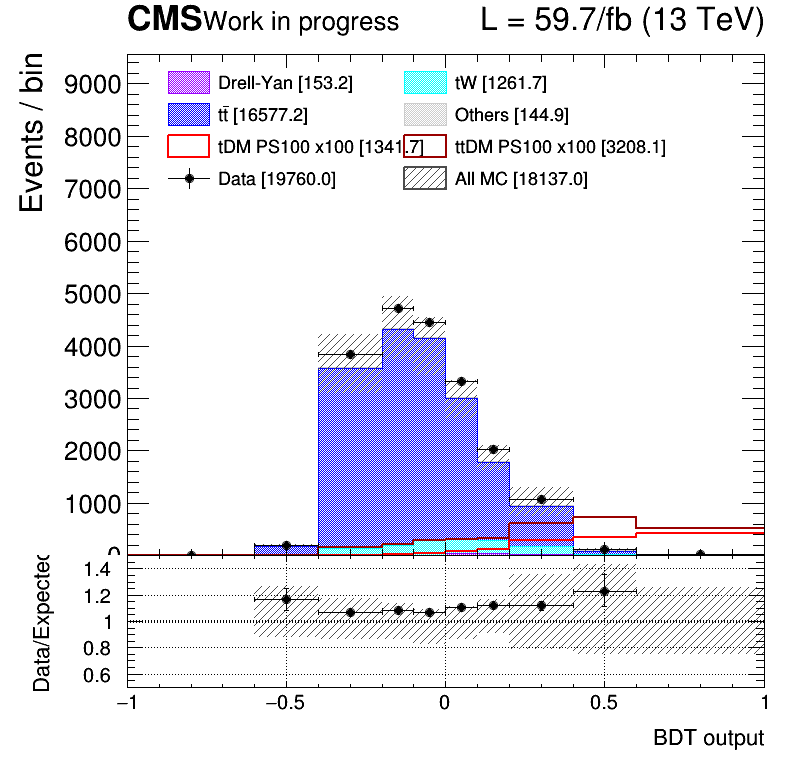 CMS Work in progress L = 59.7/fb (13 TeV)
Events / bin
9000
8000
7000
6000
5000
4000
3000
2000
1000
0
Drell-Yan [153.2] tW [1261.7]
tt̄ [16577.2] Others [144.9]
tDM PS100 x100 [1341.7] ttDM PS100 x100 [3208.1]
Data [19760.0] All MC [18137.0]
Data/Expected
1.4
1.2
1
0.8
0.6
−1 −0.5 0 0.5 1
BDT output